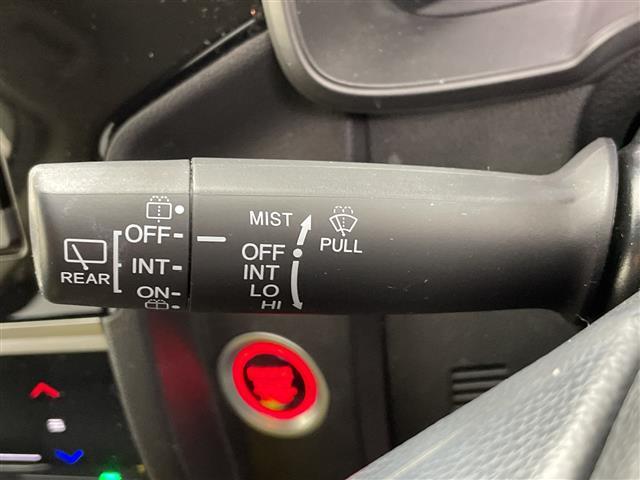 REAR
OFF
INT
ON
MIST
OFF
INT
LO
HI
PULL